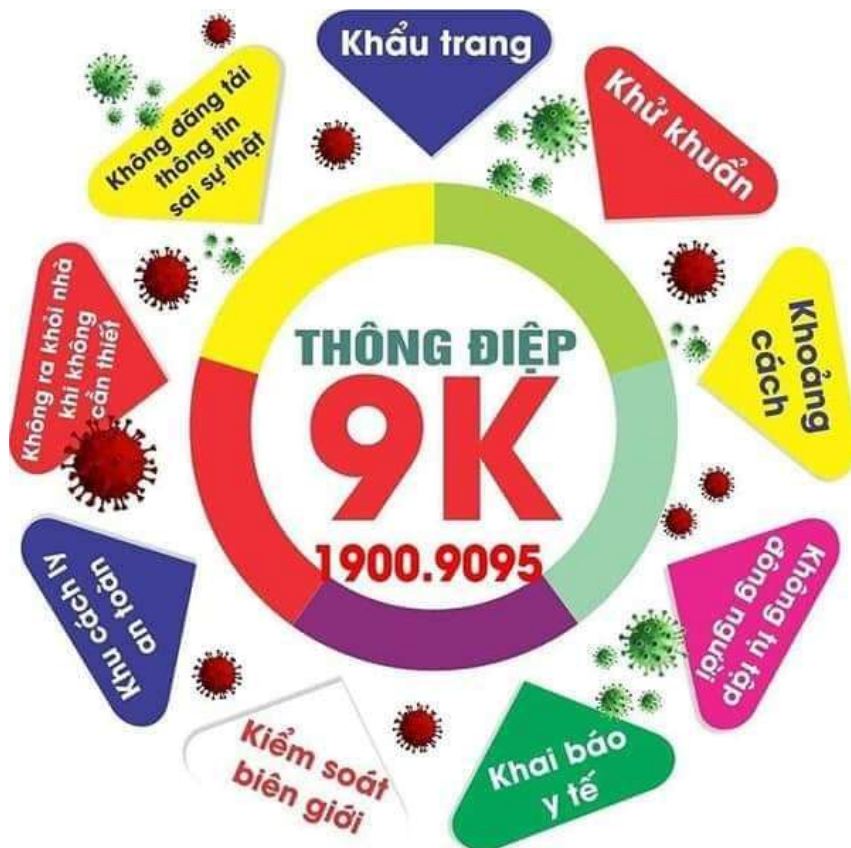 Khẩu trang
Khử khuẩn
Khoảng
cách
Không tụ tập
đông người
Khai báo
y tế
Kiểm soát
biên giới
Khu cách ly
an toàn
Không ra khỏi nhà
khi không
cần thiết
Không đăng tải
thông tin
sai sự thật
THÔNG ĐIỆP
9K
1900.9095